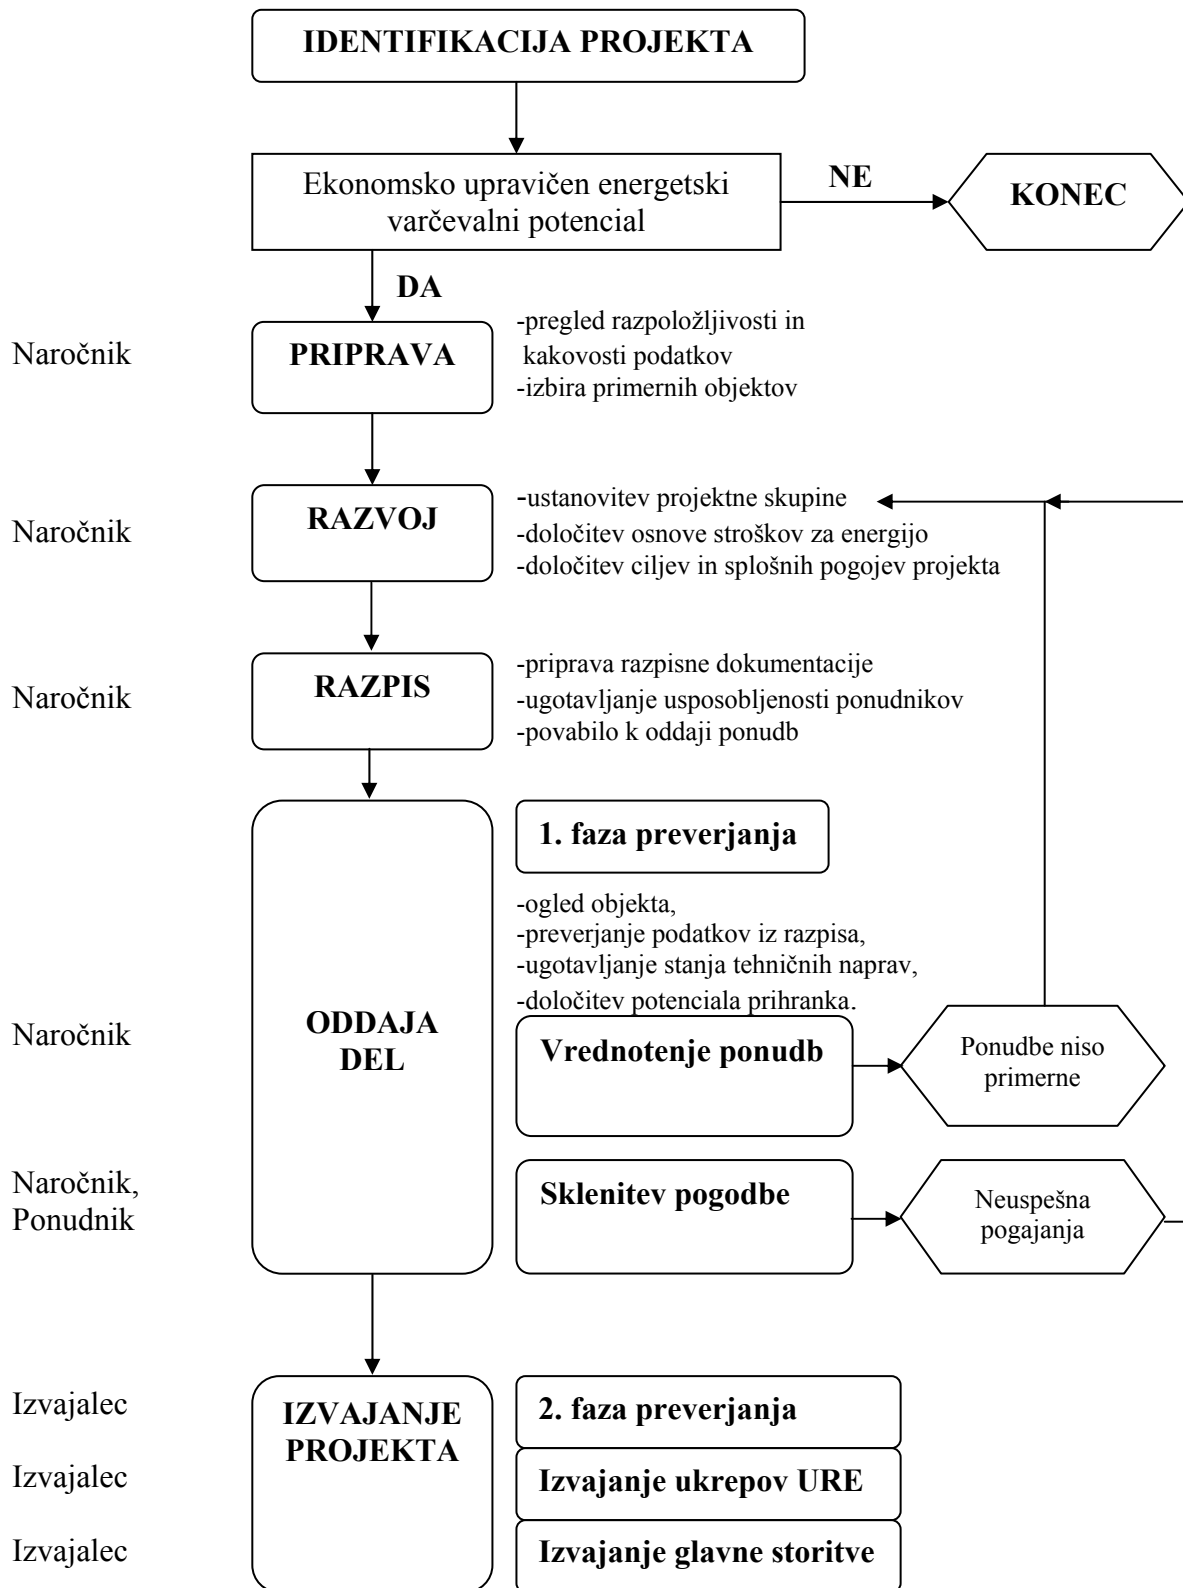 IDENTIFIKACIJA PROJEKTA
Ekonomsko upravičen energetski
varčevalni potencial
NE
KONEC
DA
Naročnik
PRIPRAVA
-pregled razpoložljivosti in
kakovosti podatkov
-izbira primernih objektov
Naročnik
RAZVOJ
-ustanovitev projektne skupine
-določitev osnove stroškov za energijo
-določitev ciljev in splošnih pogojev projekta
Naročnik
RAZPIS
-priprava razpisne dokumentacije
-ugotavljanje usposobljenosti ponudnikov
-povabilo k oddaji ponudb
1. faza preverjanja
-ogled objekta,
-preverjanje podatkov iz razpisa,
-ugotavljanje stanja tehničnih naprav,
-določitev potenciala prihranka.
Naročnik
ODDAJA
DEL
Vrednotenje ponudb
Ponudbe niso
primerne
Naročnik,
Ponudnik
Sklenitev pogodbe
Neuspešna
pogajanja
Izvajalec
IZVAJANJE
PROJEKTA
2. faza preverjanja
Izvajalec
Izvajanje ukrepov URE
Izvajalec
Izvajanje glavne storitve